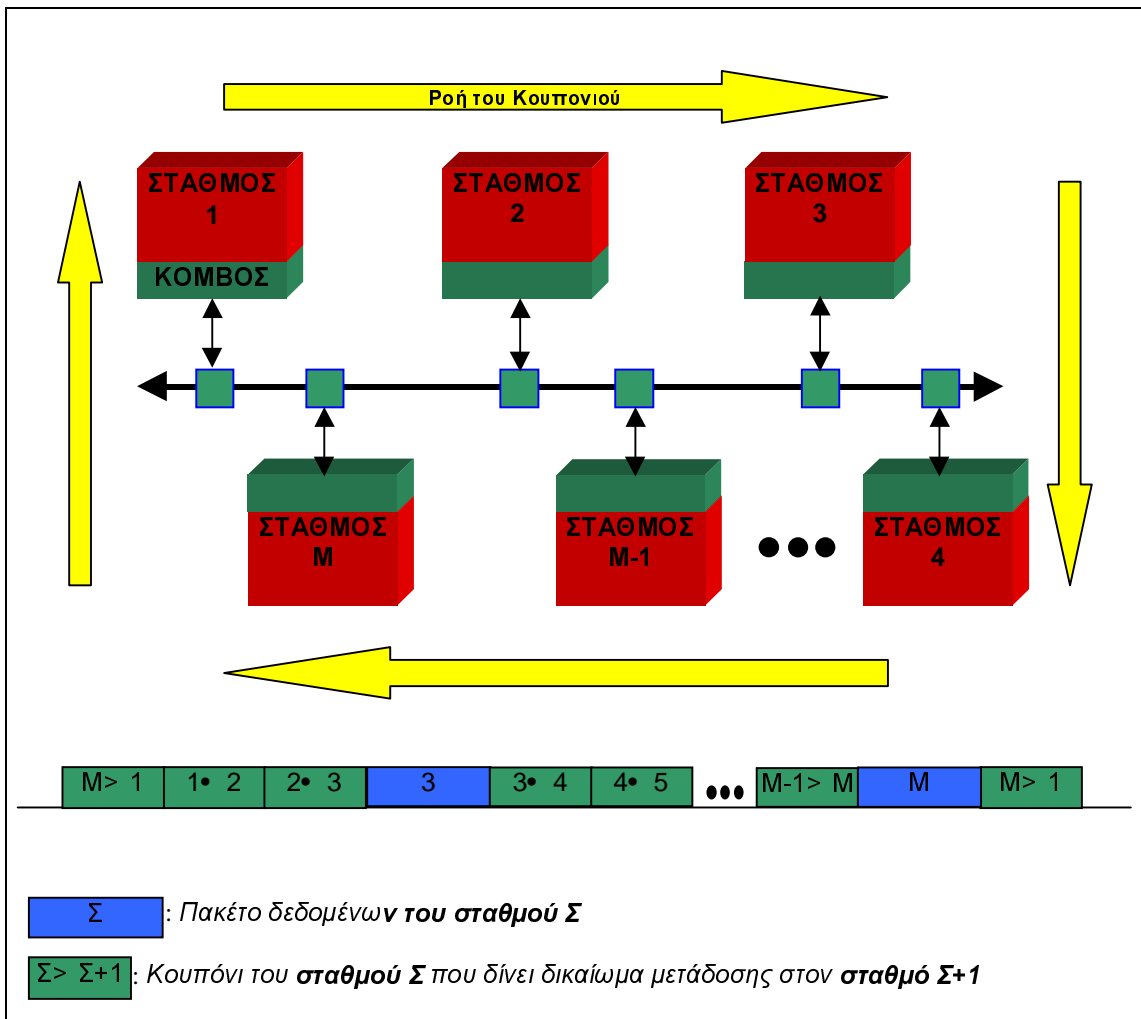 Ροή του Κουπονιού
ΣΤΑΘΜΟΣ
1
ΚΟΜΒΟΣ
ΣΤΑΘΜΟΣ
2
ΣΤΑΘΜΟΣ
3
ΣΤΑΘΜΟΣ
Μ
ΣΤΑΘΜΟΣ
Μ-1
ΣΤΑΘΜΟΣ
4
Μ> 1 1• 2 2• 3 3 3• 4 4• 5 ••• Μ-1> Μ Μ Μ> 1
Σ : Πακέτο δεδομένων του σταθμού Σ
Σ> Σ+1 : Κουπόνι του σταθμού Σ που δίνει δικαίωμα μετάδοσης στον σταθμό Σ+1